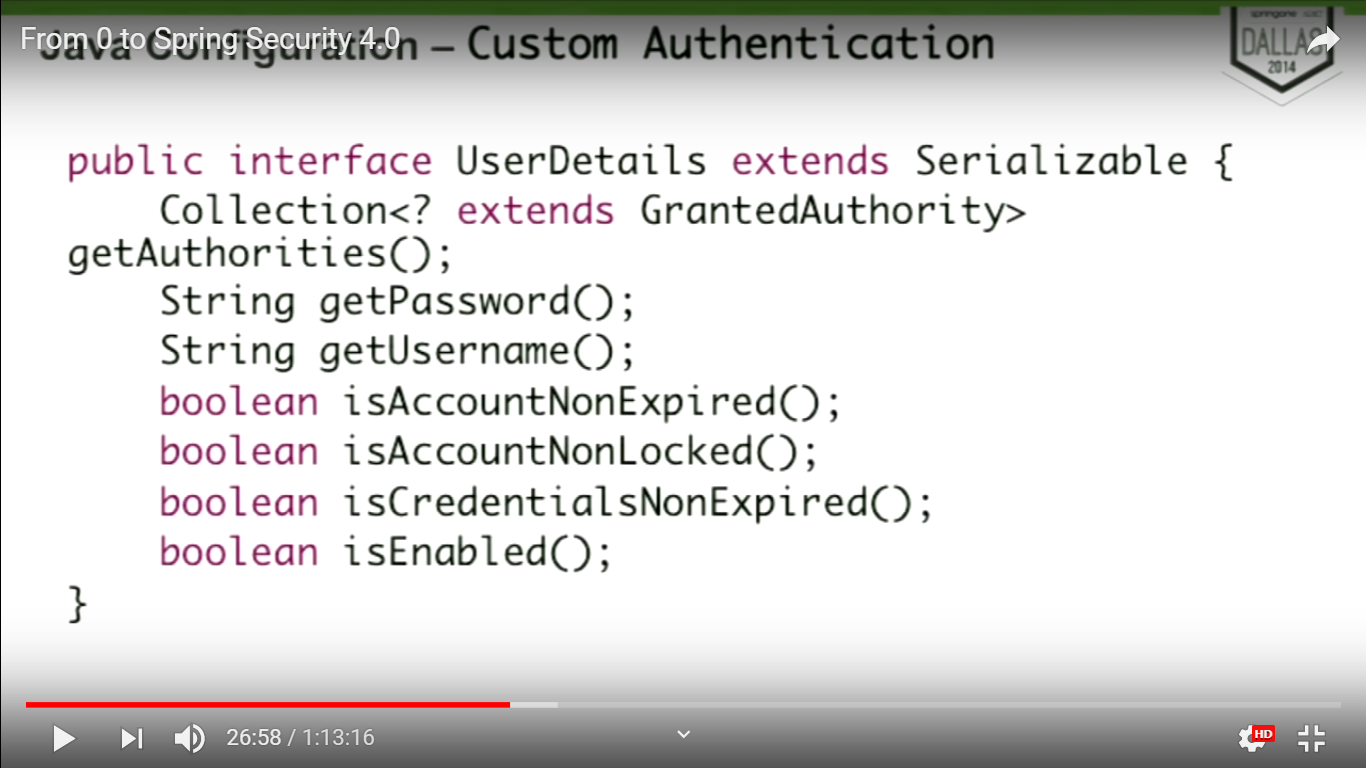 From 0 to Spring Security 4.0
Java Configuration – Custom Authentication
DALLAS
2014
public interface UserDetails extends Serializable {
Collection<? extends GrantedAuthority>
getAuthorities();
String getPassword();
String getUsername();
boolean isAccountNonExpired();
boolean isAccountNonLocked();
boolean isCredentialsNonExpired();
boolean isEnabled();
}
26:58 / 1:13:16
HD